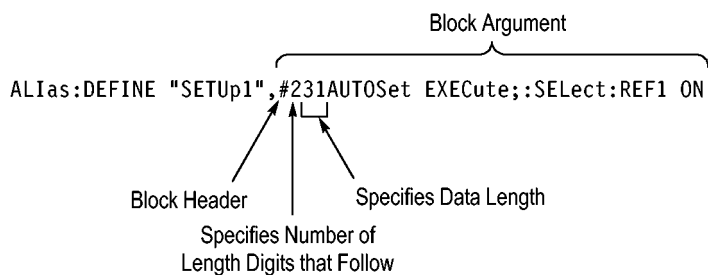 Block Argument
ALIas:DEFINE "SETUp1",#231AUTOSet EXECute;:SELect:REF1 ON
Block Header
Specifies Data Length
Specifies Number of
Length Digits that Follow